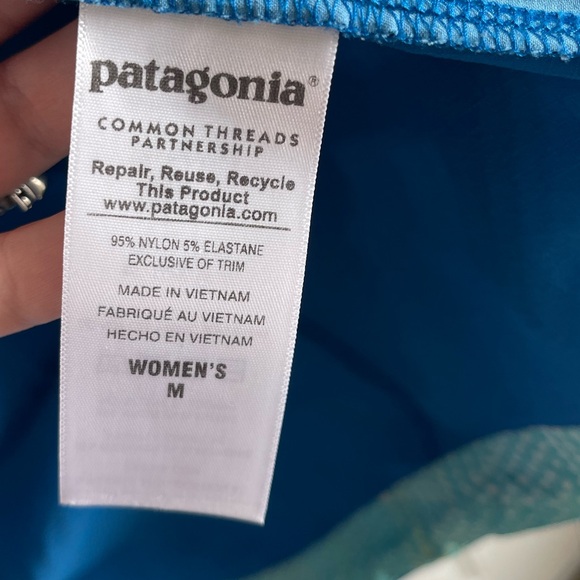 patagonia®
COMMON THREADS
PARTNERSHIP
Repair, Reuse, Recycle
This Product
www.patagonia.com
95% NYLON 5% ELASTANE
EXCLUSIVE OF TRIM
MADE IN VIETNAM
FABRIQUÉ AU VIETNAM
HECHO EN VIETNAM
WOMEN'S
M